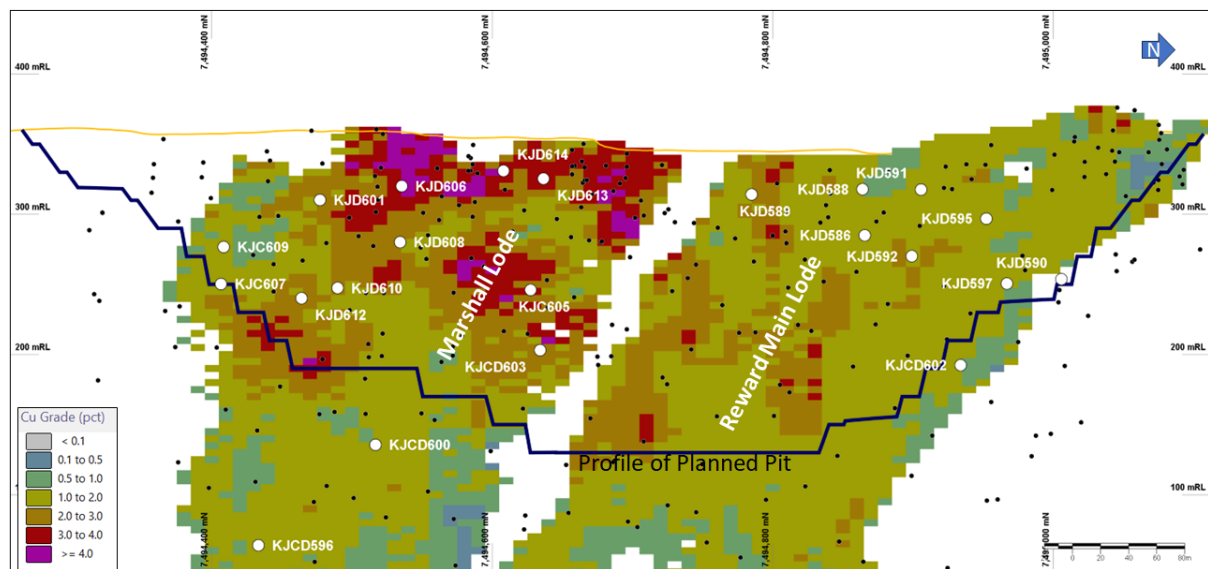 7,494,400 mN
7,494,600 mN
7,494,800 mN
7,495,000 mN
N
400 mRL
400 mRL
KJD614
KJD606
KJD613
KJD601
KJD588
KJD591
KJD589
KJD595
KJD586
KJD592
KJD590
KJD597
300 mRL
300 mRL
KJC609
KJD608
KJC607
KJD610
KJD612
KJC605
Marshall Lode
Reward Main Lode
200 mRL
200 mRL
KJCD603
KJCD602
KJCD600
Profile of Planned Pit
KJCD596
100 mRL
Cu Grade (pct)
< 0.1
0.1 to 0.5
0.5 to 1.0
1.0 to 2.0
2.0 to 3.0
3.0 to 4.0
>= 4.0
7,494,400 mN
7,494,600 mN
7,494,800 mN
0
20
40
60
80m